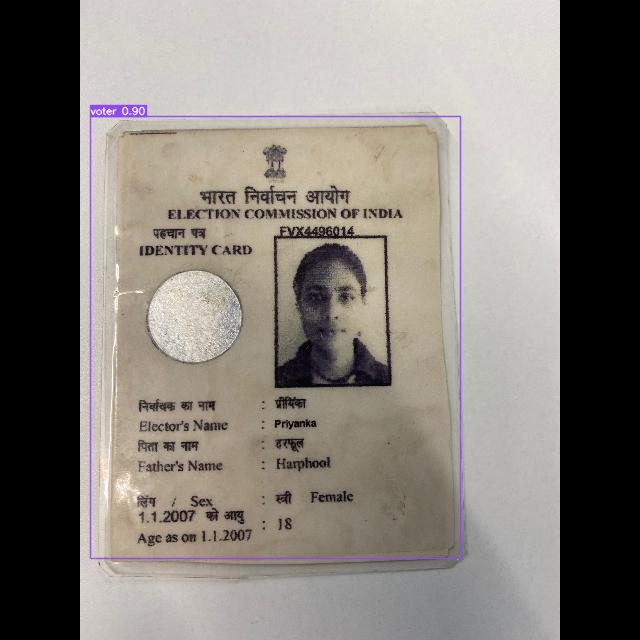 voter 0.90
भारत निर्वाचन आयोग
ELECTION COMMISSION OF INDIA
पहचान पत्र FVX4496014
IDENTITY CARD
निर्वाचक का नाम : प्रीयिंका
Elector's Name : Priyanka
पिता का नाम : हरफूल
Father's Name : Harphool
लिंग / Sex : स्त्री Female
1.1.2007 को आयु : 18
Age as on 1.1.2007